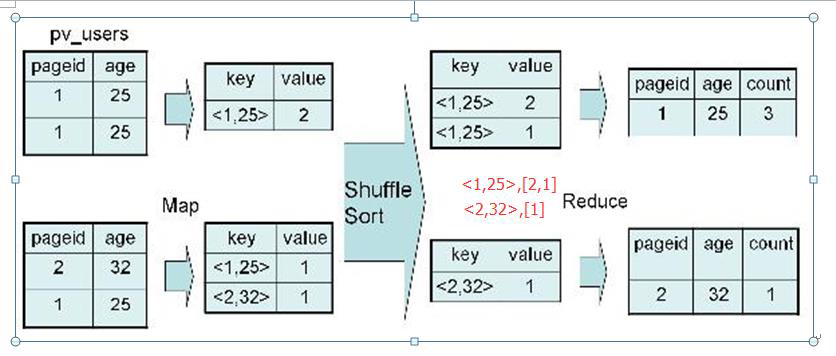 pv_users
pageid age
1 25
1 25
key value
<1,25> 2
key value
<1,25> 2
<1,25> 1
pageid age count
1 25 3
Map
Shuffle
Sort
<1,25>,[2,1]
<2,32>,[1]
Reduce
pageid age
2 32
1 25
key value
<1,25> 1
<2,32> 1
key value
<2,32> 1
pageid age count
2 32 1